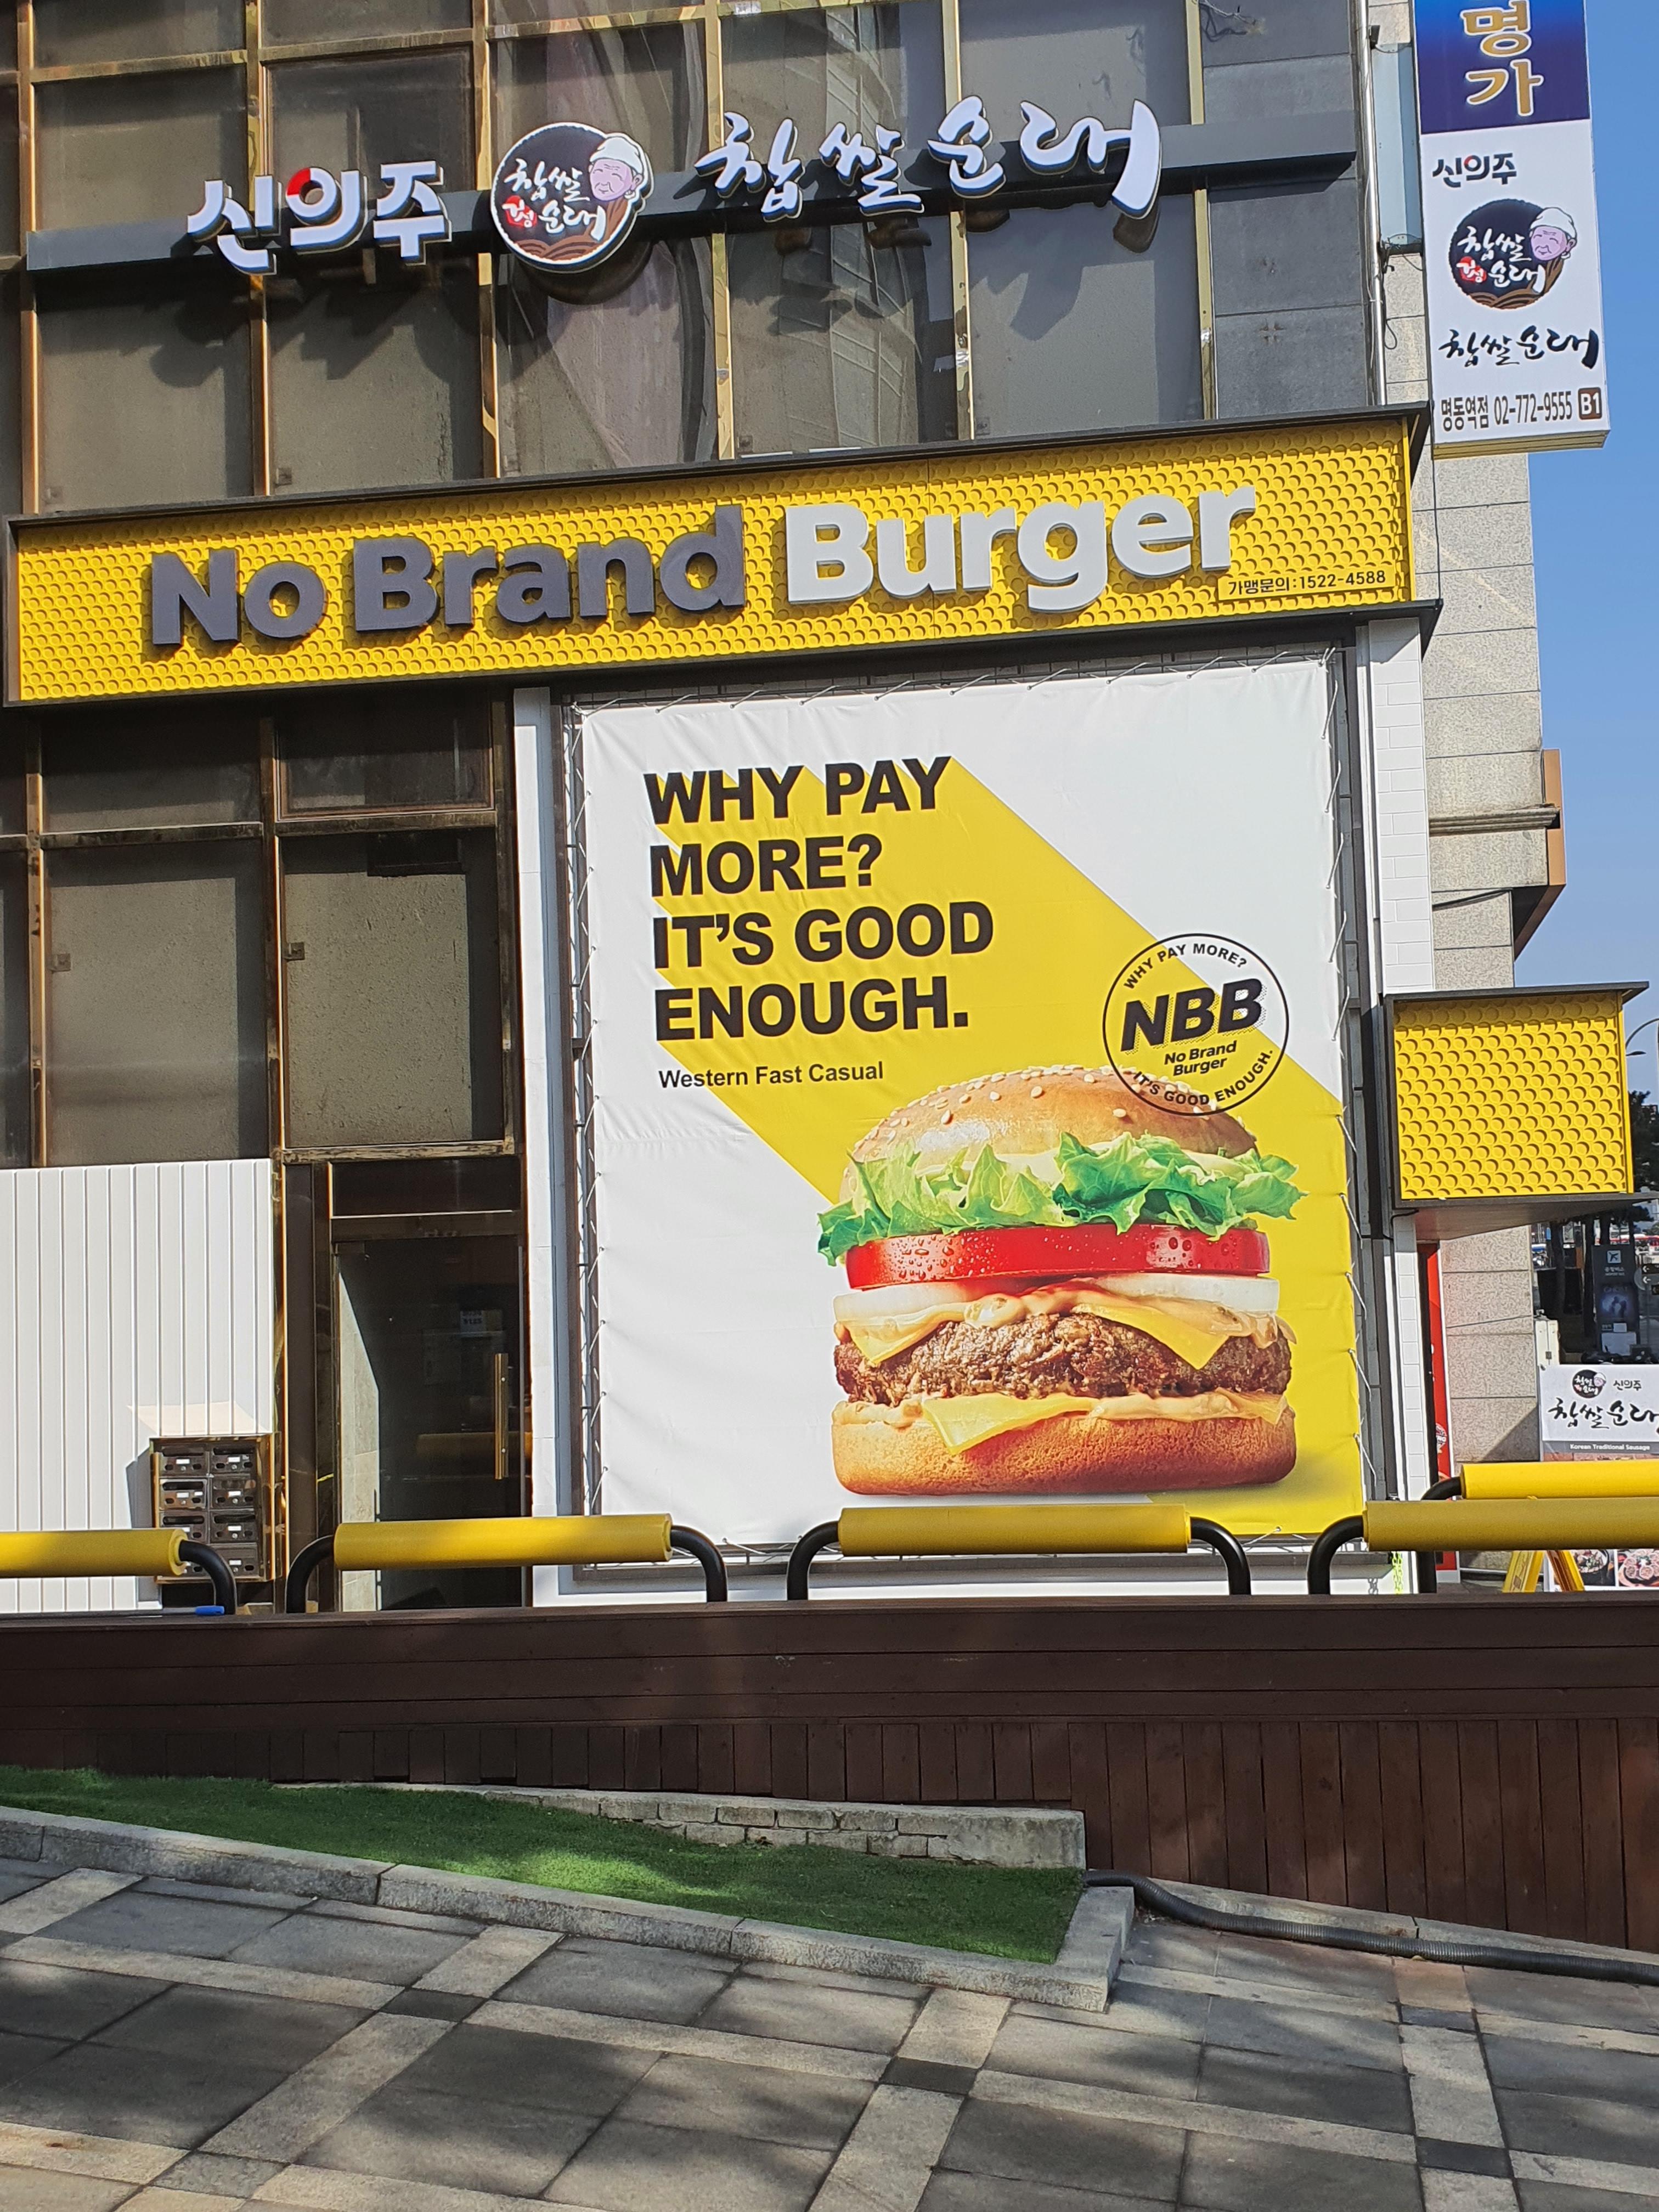 명
가
신의주
찹쌀
순대
찹쌀순대
신의주
찹쌀
순대
찹쌀순대
명동역점 02-772-9555 B1
No Brand Burger
가맹문의:1522-4588
WHY PAY
MORE?
IT'S GOOD
ENOUGH.
Western Fast Casual
WHY PAY MORE?
NBB
No Brand
Burger
IT'S GOOD ENOUGH.
신의주
찹쌀순대
Korean Traditional Sausage